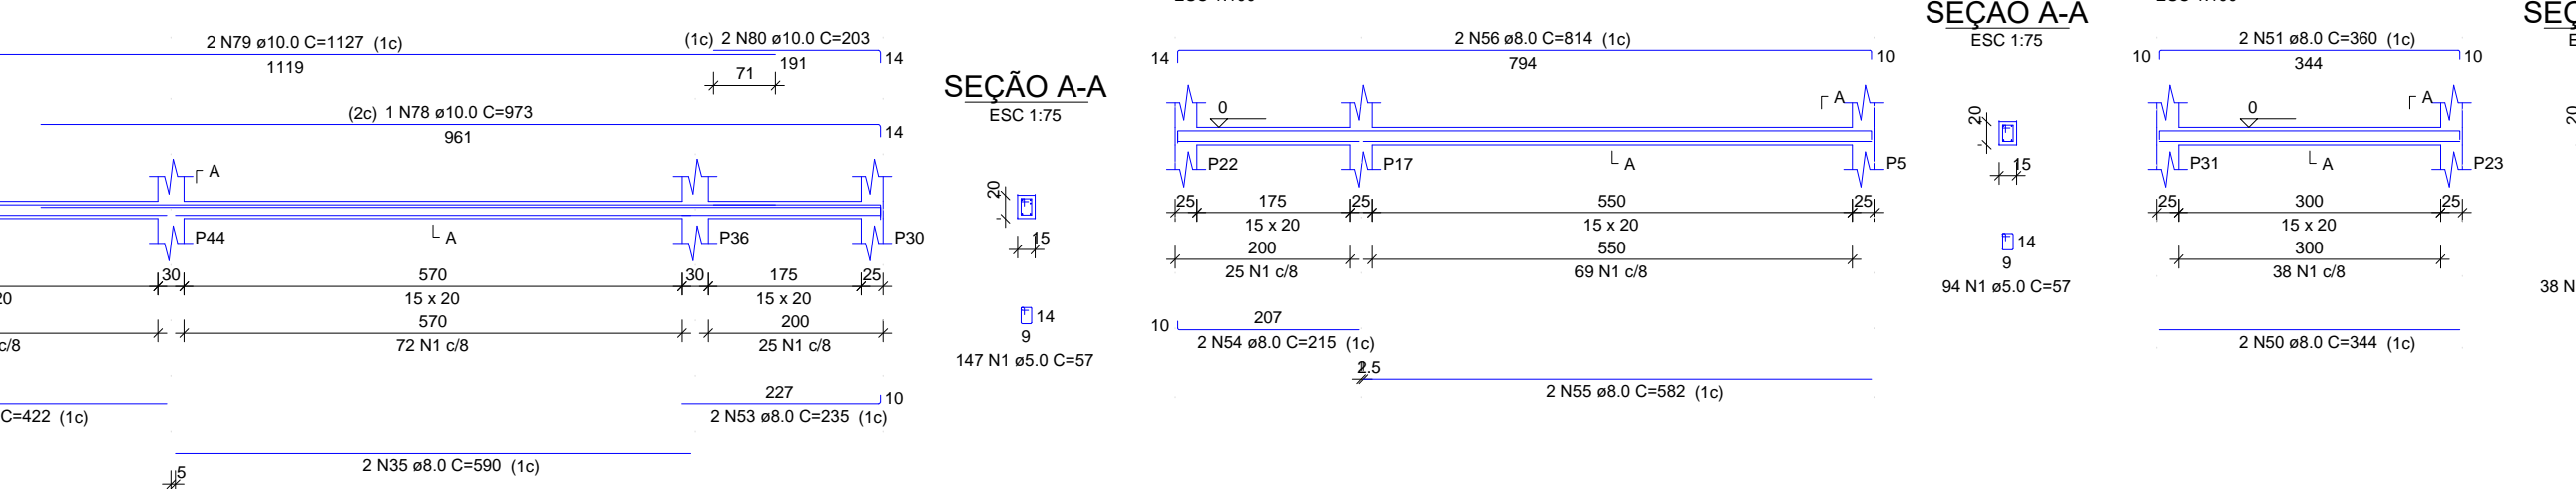 2 N79 ø10.0 C=1127 (1c)
1119
(1c) 2 N80 ø10.0 C=203
191
14
71
(2c) 1 N78 ø10.0 C=973
961
14
A
P44
A
P36
P30
30
570
30
175
25
20
15 x 20
15 x 20
570
200
c/8
72 N1 c/8
25 N1 c/8
227
10
C=422 (1c)
2 N53 ø8.0 C=235 (1c)
2 N35 ø8.0 C=590 (1c)
5
SEÇÃO A-A
ESC 1:75
20
15
14
9
147 N1 ø5.0 C=57
14
2 N56 ø8.0 C=814 (1c)
794
10
0
A
P22
P17
A
P5
25
175
25
550
25
15 x 20
15 x 20
200
550
25 N1 c/8
69 N1 c/8
10
207
2 N54 ø8.0 C=215 (1c)
2.5
2 N55 ø8.0 C=582 (1c)
SEÇÃO A-A
ESC 1:75
20
15
14
9
94 N1 ø5.0 C=57
10
2 N51 ø8.0 C=360 (1c)
344
10
0
A
P31
A
P23
25
300
25
15 x 20
300
38 N1 c/8
2 N50 ø8.0 C=344 (1c)
SEÇ
E
20
38 N